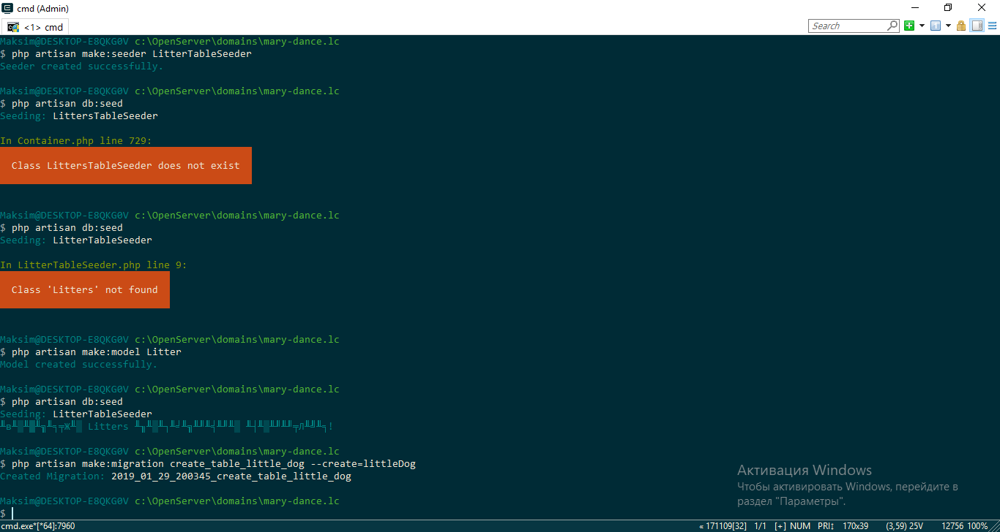 cmd (Admin)
<1> cmd
Search
Maksim@DESKTOP-E8QKG0V c:\OpenServer\domains\mary-dance.lc
$ php artisan make:seeder LitterTableSeeder
Seeder created successfully.
Maksim@DESKTOP-E8QKG0V c:\OpenServer\domains\mary-dance.lc
$ php artisan db:seed
Seeding: LittersTableSeeder
In Container.php line 729:
Class LittersTableSeeder does not exist
Maksim@DESKTOP-E8QKG0V c:\OpenServer\domains\mary-dance.lc
$ php artisan db:seed
Seeding: LitterTableSeeder
In LitterTableSeeder.php line 9:
Class 'Litters' not found
Maksim@DESKTOP-E8QKG0V c:\OpenServer\domains\mary-dance.lc
$ php artisan make:model Litter
Model created successfully.
Maksim@DESKTOP-E8QKG0V c:\OpenServer\domains\mary-dance.lc
$ php artisan db:seed
Seeding: LitterTableSeeder
Litters
Maksim@DESKTOP-E8QKG0V c:\OpenServer\domains\mary-dance.lc
$ php artisan make:migration create_table_little_dog --create=littleDog
Created Migration: 2019_01_29_200345_create_table_little_dog
Maksim@DESKTOP-E8QKG0V c:\OpenServer\domains\mary-dance.lc
$
Активация Windows
Чтобы активировать Windows, перейдите в
раздел "Параметры".
cmd.exe*[*64]:7960 « 171109[32] 1/1 [+] NUM PRI↕ 170x39 (3,59) 25V 12756 100%